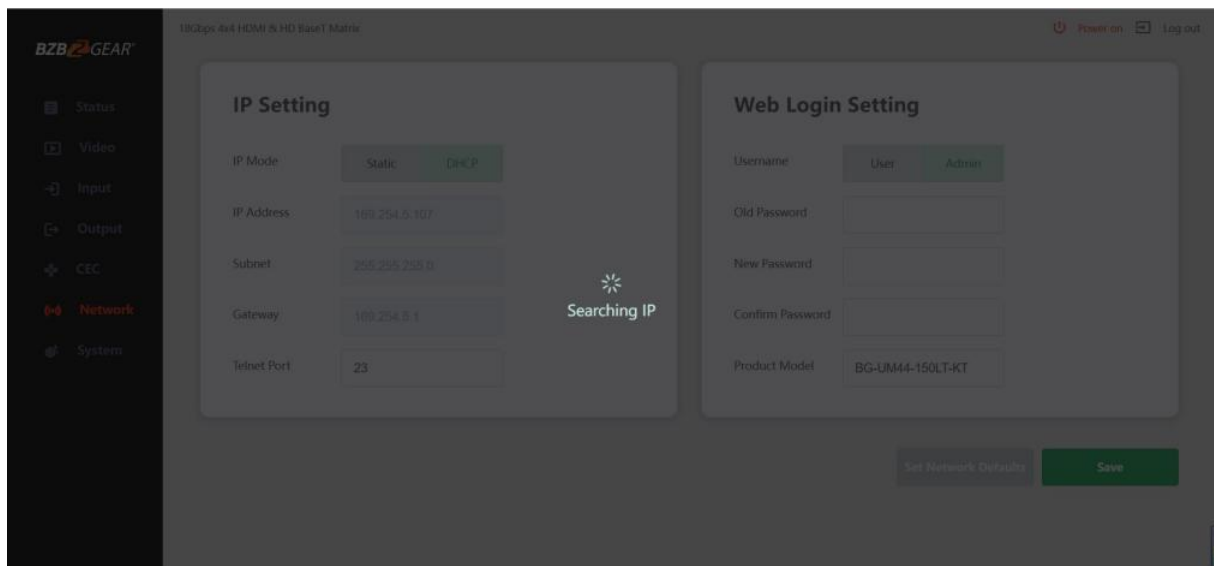 18Gbps 4x4 HDMI & HD BaseT Matrix
Power on
Log out
BZBGEAR
Status
Video
Input
Output
CEC
Network
System
IP Setting
IP Mode
Static
DHCP
IP Address
169.254.5.107
Subnet
255.255.255.0
Gateway
169.254.5.1
Telnet Port
23
Searching IP
Web Login Setting
Username
User
Admin
Old Password
New Password
Confirm Password
Product Model
BG-UM44-150LT-KT
Set Network Defaults
Save